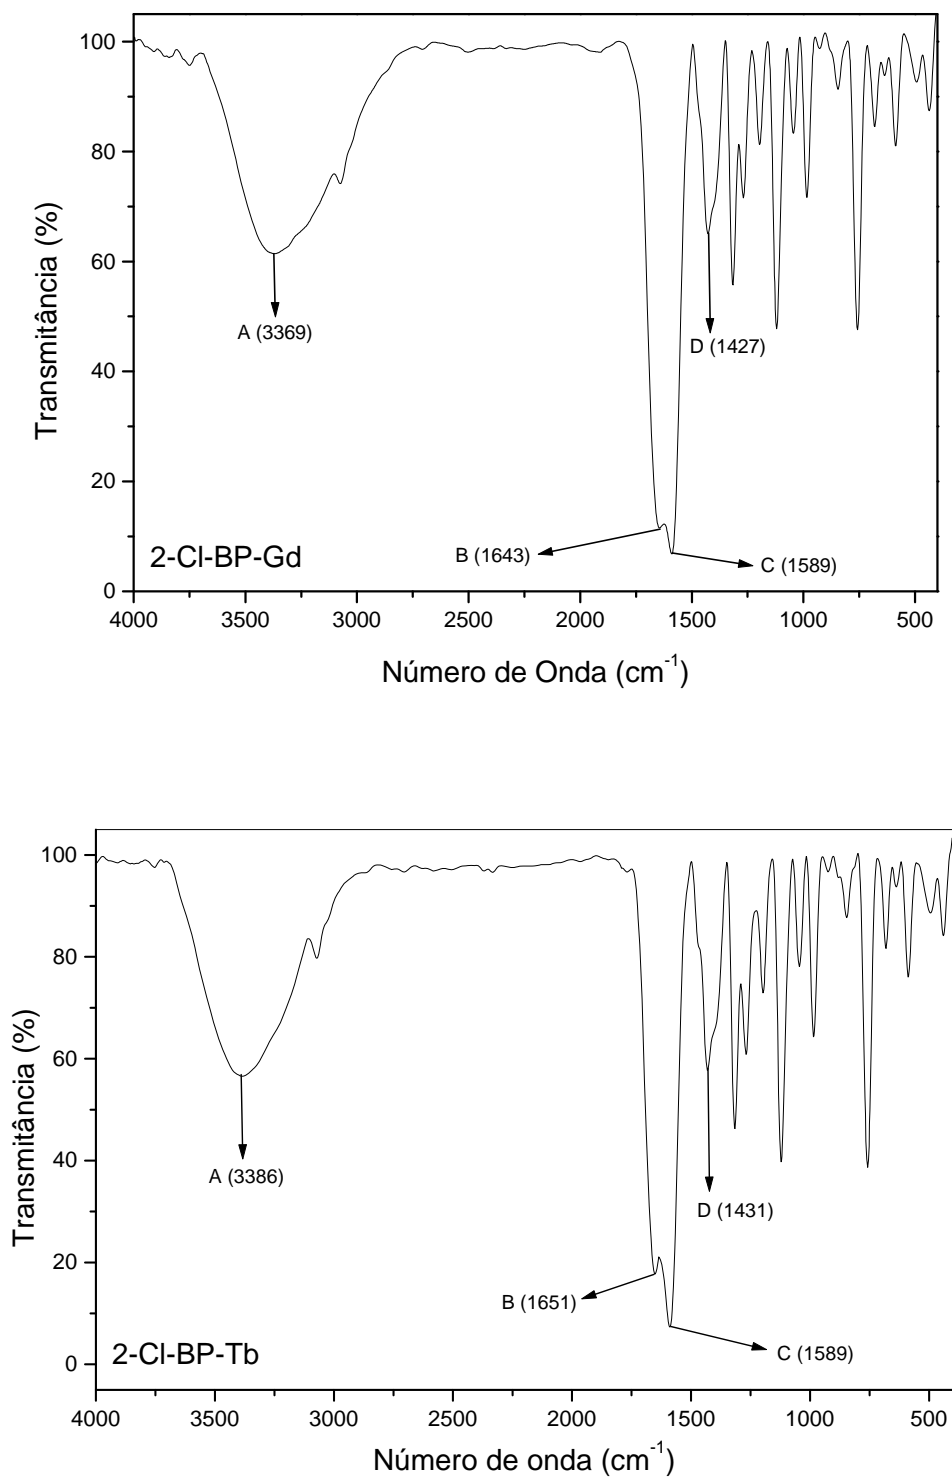 100
80
60
40
20
0
Transmitância (%)
A (3369)
D (1427)
B (1643)
C (1589)
2-Cl-BP-Gd
4000 3500 3000 2500 2000 1500 1000 500
Número de Onda (cm-1)
100
80
60
40
20
0
Transmitância (%)
A (3386)
D (1431)
B (1651)
C (1589)
2-Cl-BP-Tb
4000 3500 3000 2500 2000 1500 1000 500
Número de onda (cm-1)